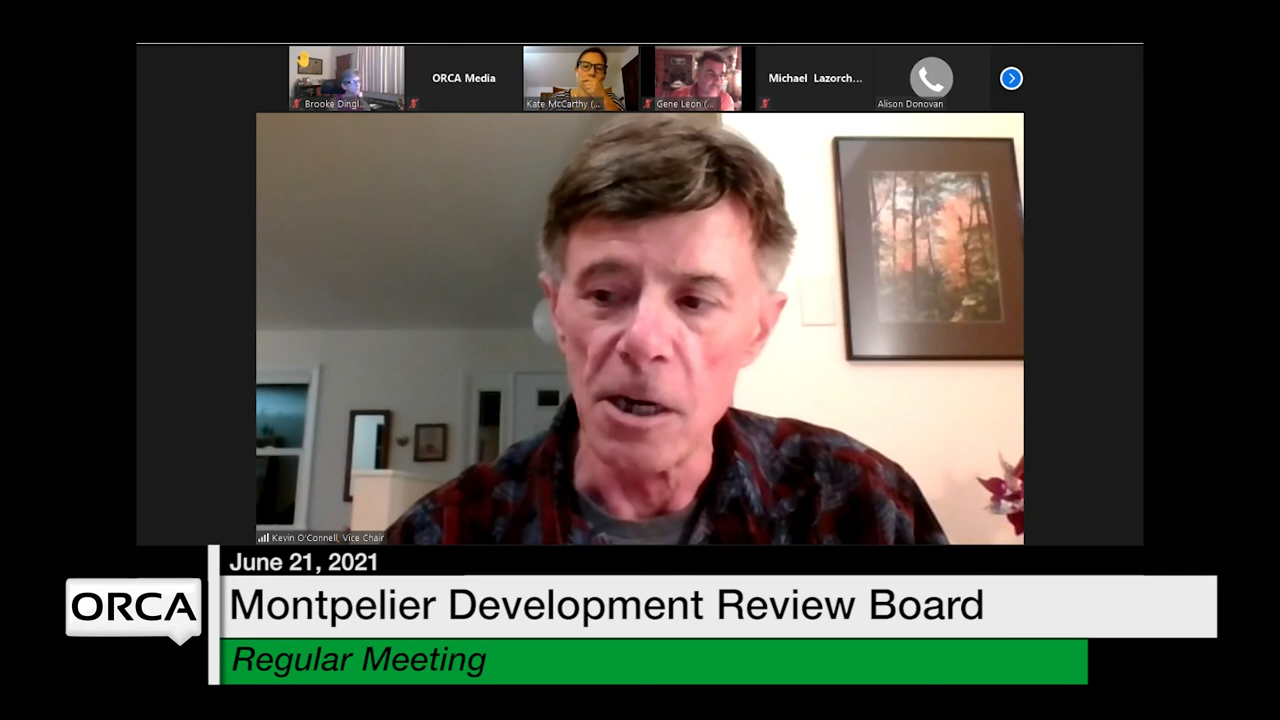 ORCA Media
Michael Lazorch...
Brooke Dingl...
Kate McCarthy (...
Gene Leon (...
Alison Donovan
Kevin O'Connell, Vice Chair
June 21, 2021
ORCA
Montpelier Development Review Board
Regular Meeting